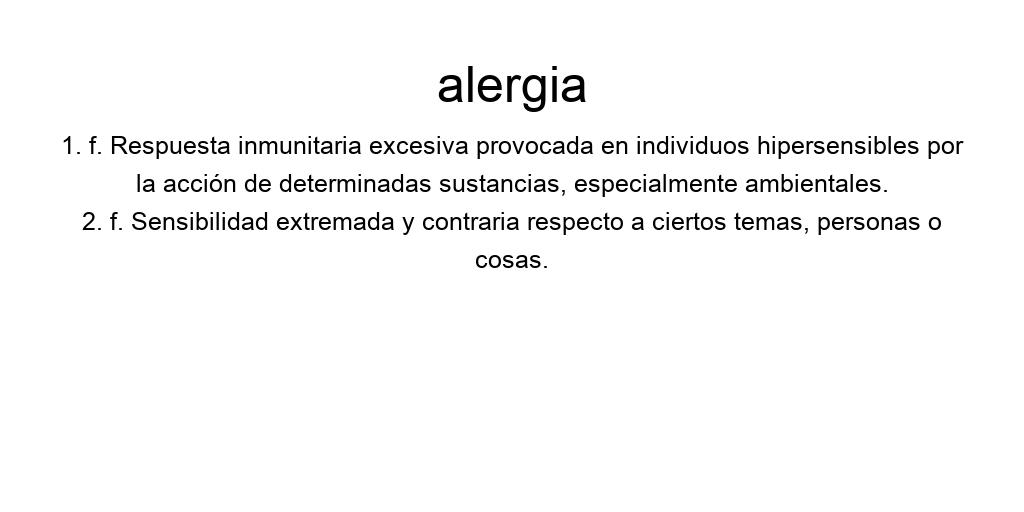 alergia
1. f. Respuesta inmunitaria excesiva provocada en individuos hipersensibles por
la acción de determinadas sustancias, especialmente ambientales.
2. f. Sensibilidad extremada y contraria respecto a ciertos temas, personas o
cosas.